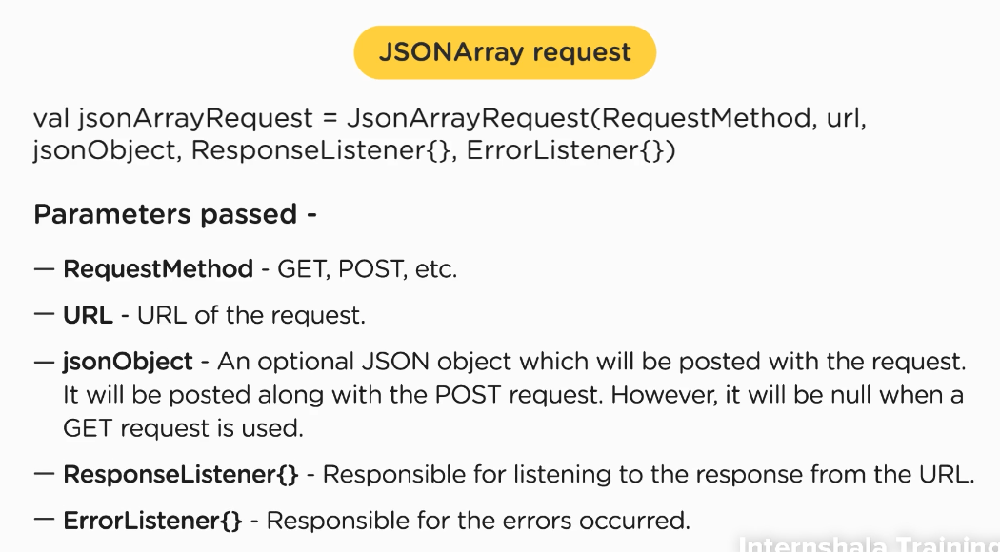 JSONArray request
val jsonArrayRequest = JsonArrayRequest(RequestMethod, url,
jsonObject, ResponseListener{}, ErrorListener{})
Parameters passed -
— RequestMethod - GET, POST, etc.
— URL - URL of the request.
— jsonObject - An optional JSON object which will be posted with the request.
It will be posted along with the POST request. However, it will be null when a
GET request is used.
— ResponseListener{} - Responsible for listening to the response from the URL.
— ErrorListener{} - Responsible for the errors occurred.
Internshala Training